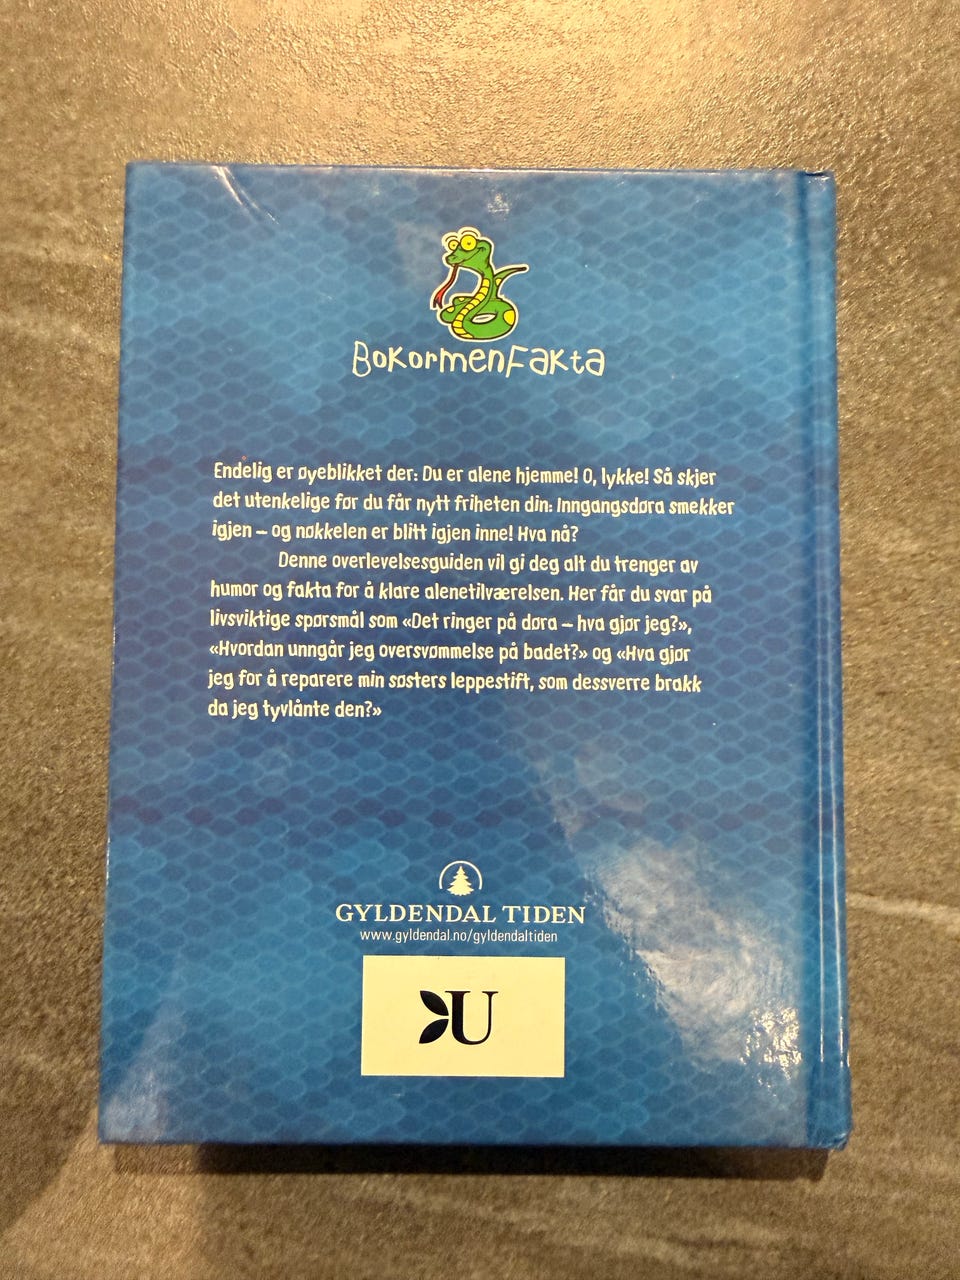 Bokormen Fakta
Endelig er øyeblikket der: Du er alene hjemme! O, lykke! Så skjer
det utenkelige før du får nytt friheten din: Inngangsdøra smekker
igjen – og nøkkelen er blitt igjen inne! Hva nå?
Denne overlevelsesguiden vil gi deg alt du trenger av
humor og fakta for å klare alenetilværelsen. Her får du svar på
livsviktige spørsmål som «Det ringer på døra – hva gjør jeg?»,
«Hvordan unngår jeg oversvømmelse på badet?» og «Hva gjør
jeg for å reparere min søsters leppestift, som dessverre brakk
da jeg tyvlånte den?»
GYLDENDAL TIDEN
www.gyldendal.no/gyldendaltiden
U